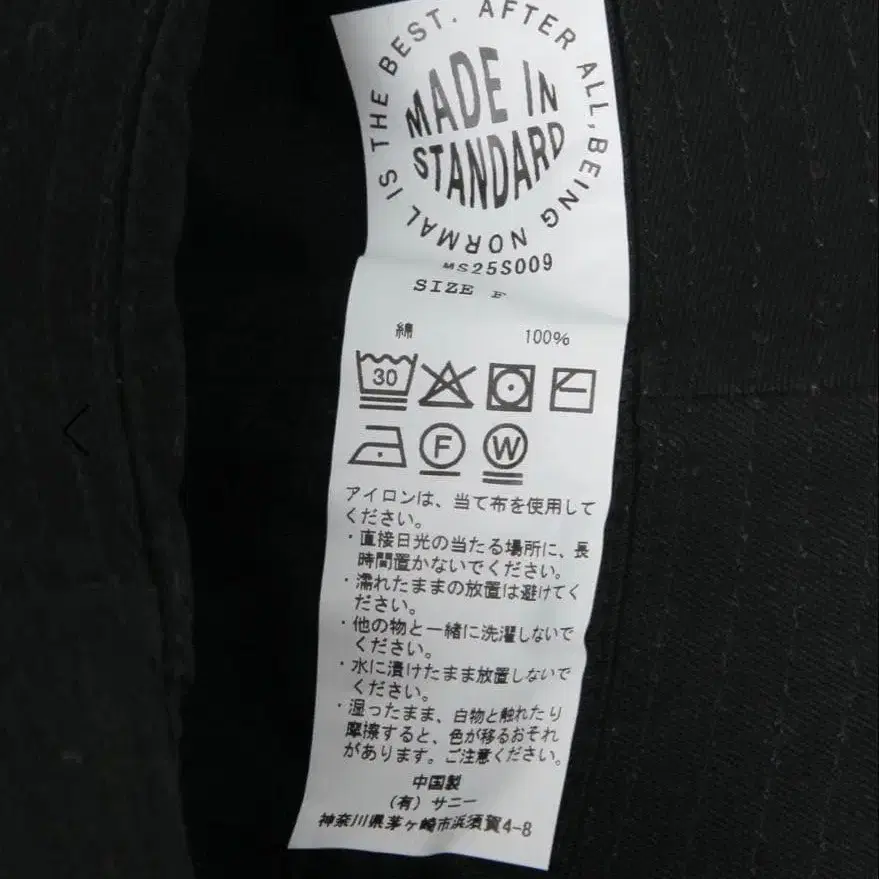 AFTER ALL, BEING NORMAL IS THE BEST.
MADE IN
STANDARD
MS25S009
SIZE F
綿 100%
30
F W
アイロンは、当て布を使用して
ください。
・直接日光の当たる場所に、長
時間置かないでください。
・濡れたままの放置は避けてく
ださい。
・他の物と一緒に洗濯しないで
ください。
・水に漬けたまま放置しないで
ください。
・湿ったまま、白物と触れたり
摩擦すると、色が移るおそれ
があります。ご注意ください。
中国製
(有) サニー
神奈川県茅ヶ崎市浜須賀4-8